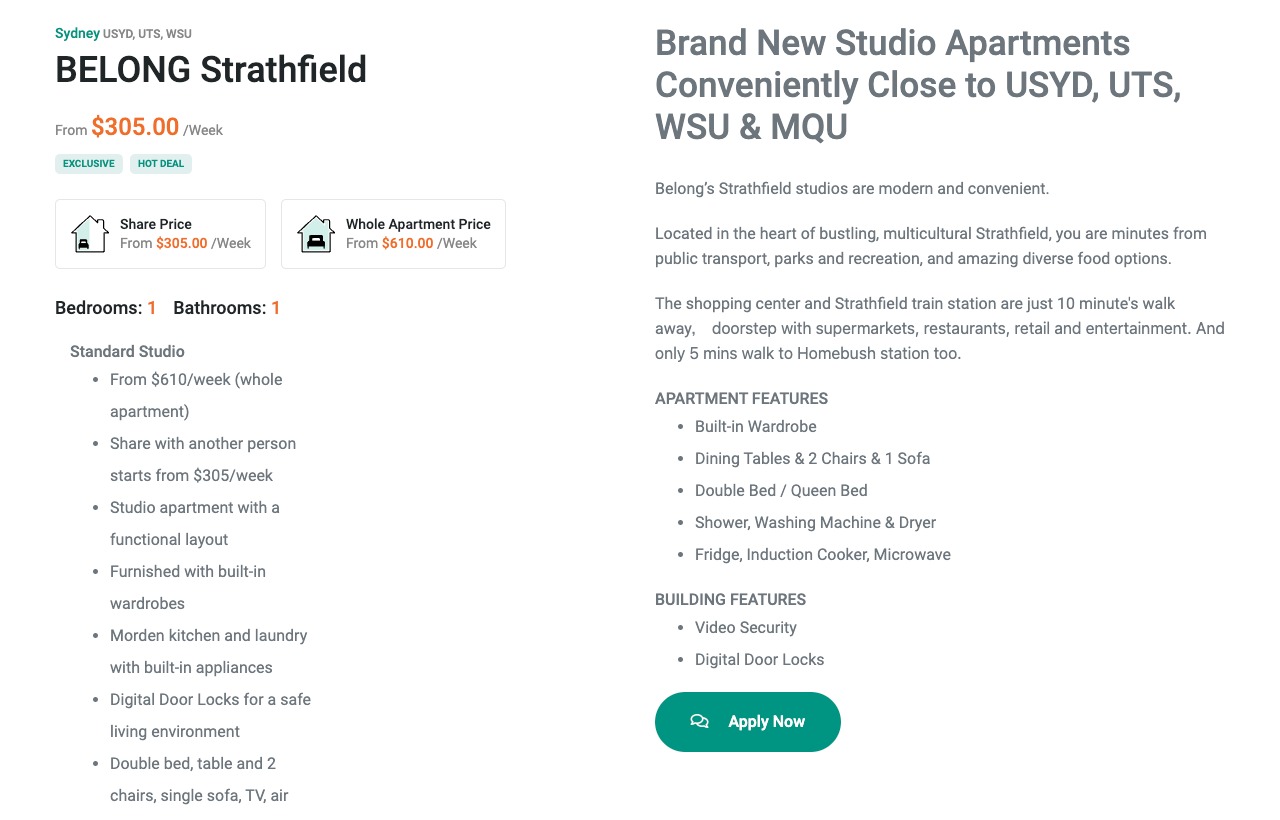 Sydney USYD, UTS, WSU
BELONG Strathfield
From $305.00 /Week
EXCLUSIVE HOT DEAL
Share Price
From $305.00 /Week
Whole Apartment Price
From $610.00 /Week
Bedrooms: 1 Bathrooms: 1
Standard Studio
• From $610/week (whole
apartment)
• Share with another person
starts from $305/week
• Studio apartment with a
functional layout
• Furnished with built-in
wardrobes
• Morden kitchen and laundry
with built-in appliances
• Digital Door Locks for a safe
living environment
• Double bed, table and 2
chairs, single sofa, TV, air
Brand New Studio Apartments
Conveniently Close to USYD, UTS,
WSU & MQU
Belong’s Strathfield studios are modern and convenient.
Located in the heart of bustling, multicultural Strathfield, you are minutes from
public transport, parks and recreation, and amazing diverse food options.
The shopping center and Strathfield train station are just 10 minute's walk
away, doorstep with supermarkets, restaurants, retail and entertainment. And
only 5 mins walk to Homebush station too.
APARTMENT FEATURES
• Built-in Wardrobe
• Dining Tables & 2 Chairs & 1 Sofa
• Double Bed / Queen Bed
• Shower, Washing Machine & Dryer
• Fridge, Induction Cooker, Microwave
BUILDING FEATURES
• Video Security
• Digital Door Locks
Apply Now